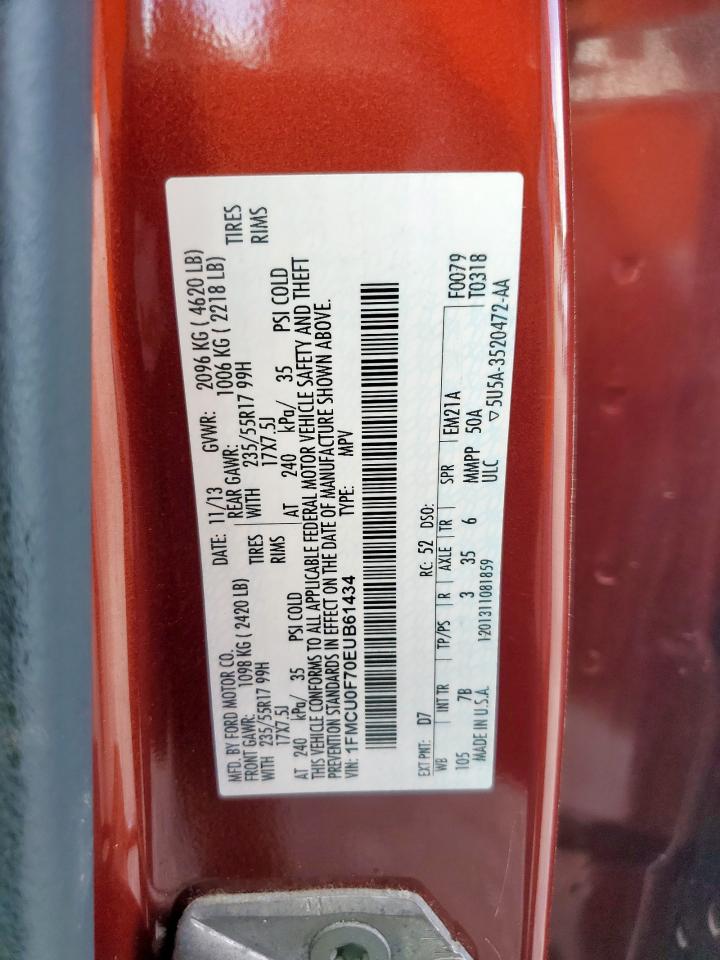 MFD. BY FORD MOTOR CO.
DATE: 11/13 GVWR: 2096 KG ( 4620 LB)
FRONT GAWR: 1098 KG ( 2420 LB) REAR GAWR: 1006 KG ( 2218 LB)
WITH 235/55R17 99H TIRES WITH 235/55R17 99H TIRES
17X7.5J RIMS 17X7.5J RIMS
AT 240 kPa/ 35 PSI COLD AT 240 kPa/ 35 PSI COLD
THIS VEHICLE CONFORMS TO ALL APPLICABLE FEDERAL MOTOR VEHICLE SAFETY AND THEFT
PREVENTION STANDARDS IN EFFECT ON THE DATE OF MANUFACTURE SHOWN ABOVE.
VIN: 1FMCU0F70EUB61434 TYPE: MPV
EXT PNT: D7 RC: 52 DSO: F0079
WB INT TR TP/PS R AXLE TR SPR EM21A T0318
105 7B 3 35 6 MMPP 50A
MADE IN U.S.A. 1-201311081859 ULC ▽5U5A-3520472-AA